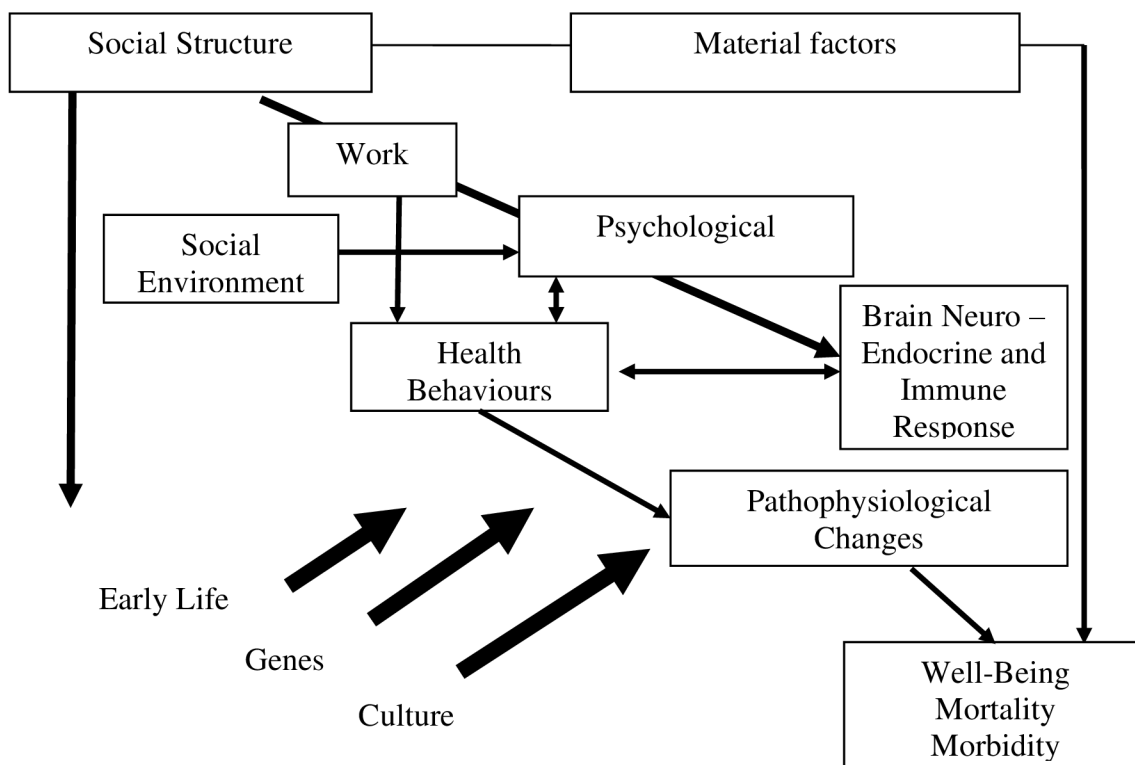 Social Structure
Material factors
Work
Psychological
Social
Environment
Brain Neuro –
Endocrine and
Immune
Response
Health
Behaviours
Pathophysiological
Changes
Early Life
Genes
Culture
Well-Being
Mortality
Morbidity